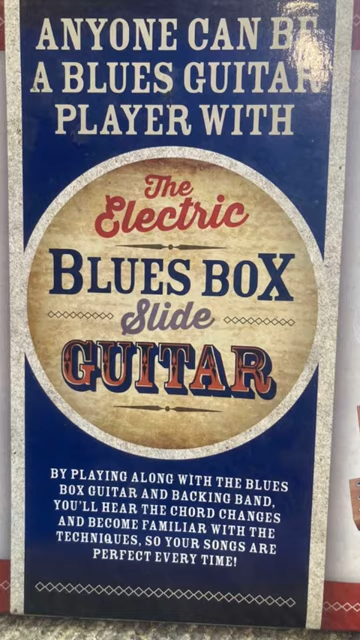 ANYONE CAN BE
A BLUES GUITAR
PLAYER WITH
The
Electric
BLUES BOX
Slide
GUITAR
BY PLAYING ALONG WITH THE BLUES
BOX GUITAR AND BACKING BAND,
YOU'LL HEAR THE CHORD CHANGES
AND BECOME FAMILIAR WITH THE
TECHNIQUES, SO YOUR SONGS ARE
PERFECT EVERY TIME!